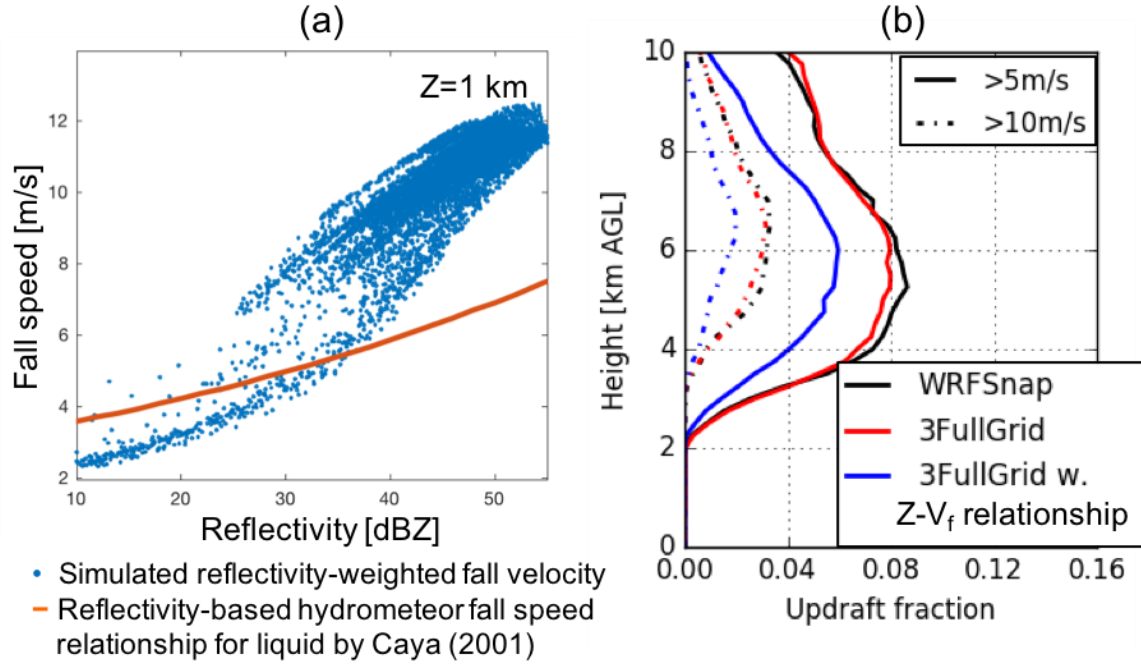 (a)
Z=1 km
12
10
8
6
4
2
10
20
30
40
50
Fall speed [m/s]
Reflectivity [dBZ]
• Simulated reflectivity-weighted fall velocity
Reflectivity-based hydrometeor fall speed
relationship for liquid by Caya (2001)
(b)
>5m/s
>10m/s
10
8
6
4
2
0
Height [km AGL]
WRFSnap
3FullGrid
3FullGrid w.
Z-Vf relationship
0.00
0.04
0.08
0.12
0.16
Updraft fraction